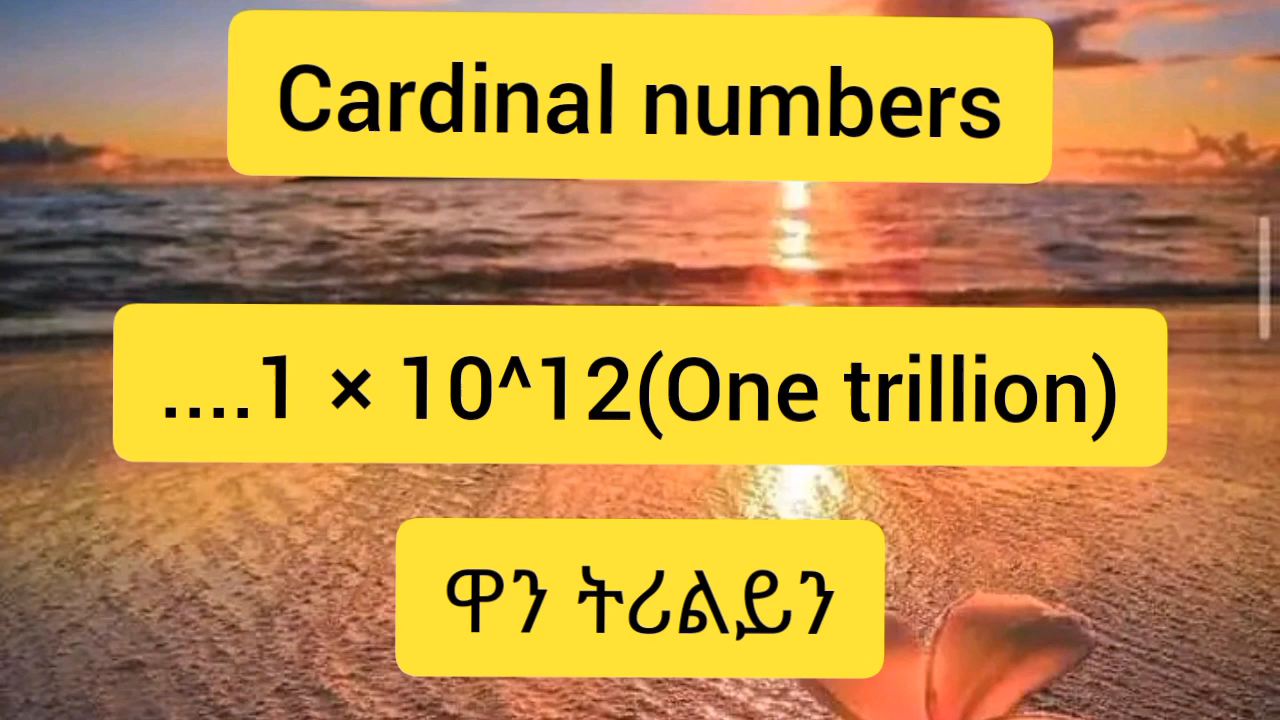 Cardinal numbers
....1 × 10^12(One trillion)
ዋን ትሪልይን